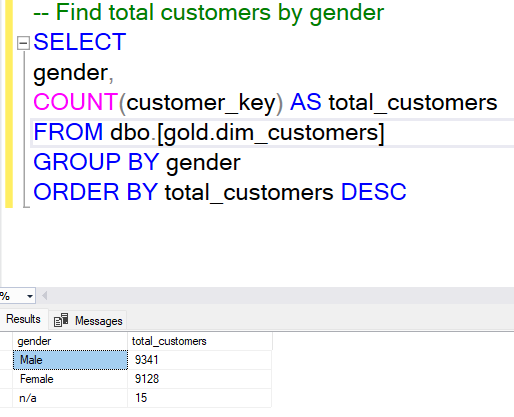 -- Find total customers by gender
SELECT
gender,
COUNT(customer_key) AS total_customers
FROM dbo.[gold.dim_customers]
GROUP BY gender
ORDER BY total_customers DESC
%
Results Messages
gender total_customers
Male 9341
Female 9128
n/a 15